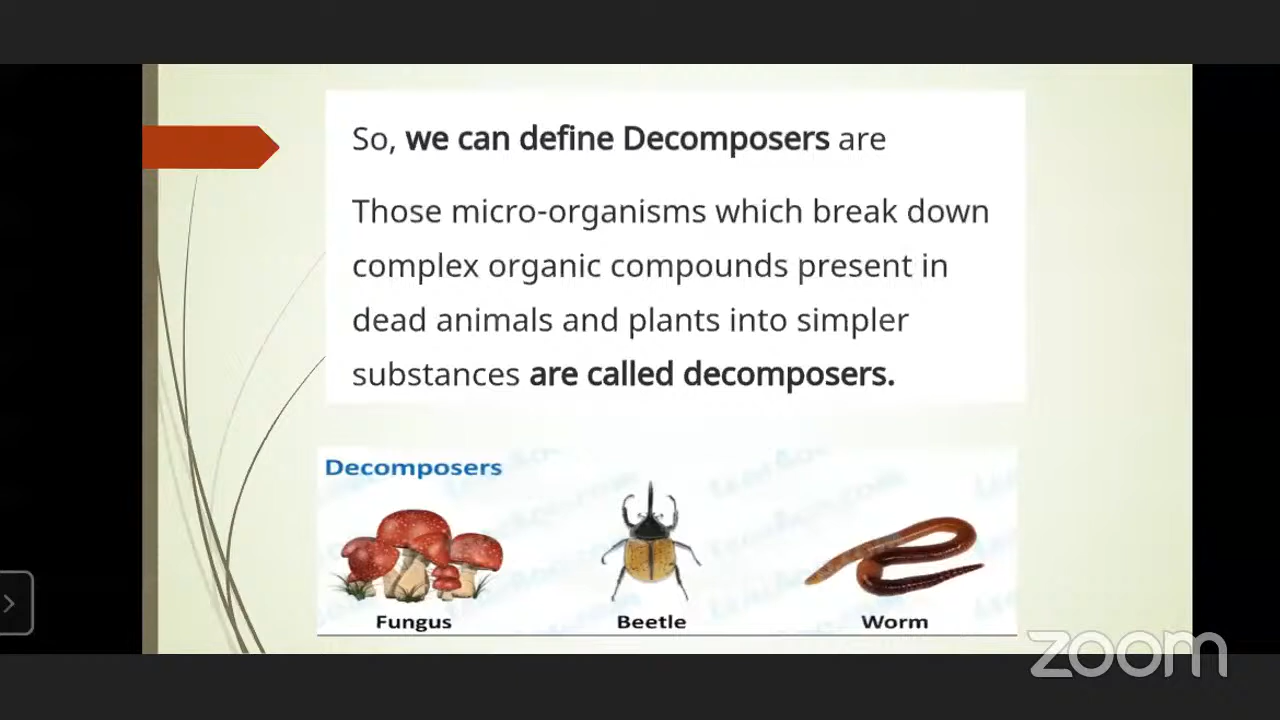 So, we can define Decomposers are
Those micro-organisms which break down
complex organic compounds present in
dead animals and plants into simpler
substances are called decomposers.
Decomposers
Fungus
Beetle
Worm
zoom